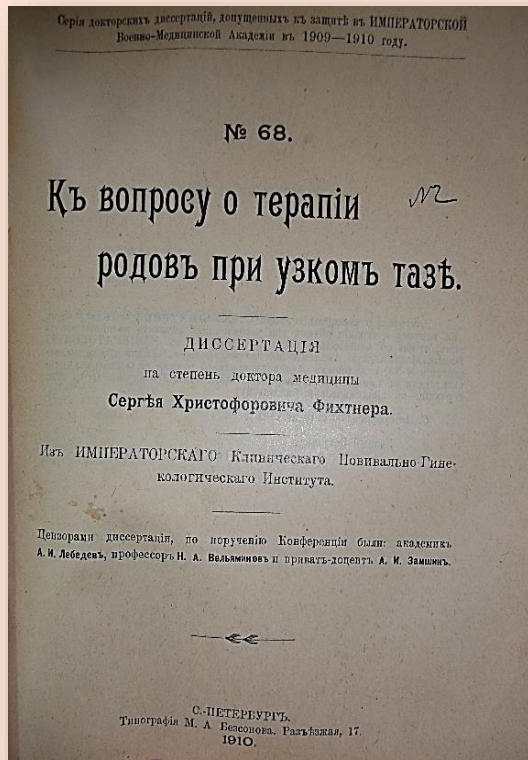 Серія докторскихъ диссертацій, допущенныхъ къ защитѣ въ ИМПЕРАТОРСКОЙ
Военно-Медицинской Академіи въ 1909—1910 году.
№ 68.
Къ вопросу о терапіи
родовъ при узкомъ тазѣ.
ДИССЕРТАЦІЯ
на степень доктора медицины
Сергѣя Христофоровича Фихтнера.
Изъ ИМПЕРАТОРСКАГО Клиническаго Повивально-Гине-
кологическаго Института.
Цензорами диссертаціи, по порученію Конференціи были: академикъ
А. И. Лебедевъ, профессоръ Н. А. Вельяминовъ и приватъ-доцентъ А. И. Замшинъ.
С.-ПЕТЕРБУРГЪ.
Типографія М. А. Безсонова. Разъѣзжая, 17.
1910.